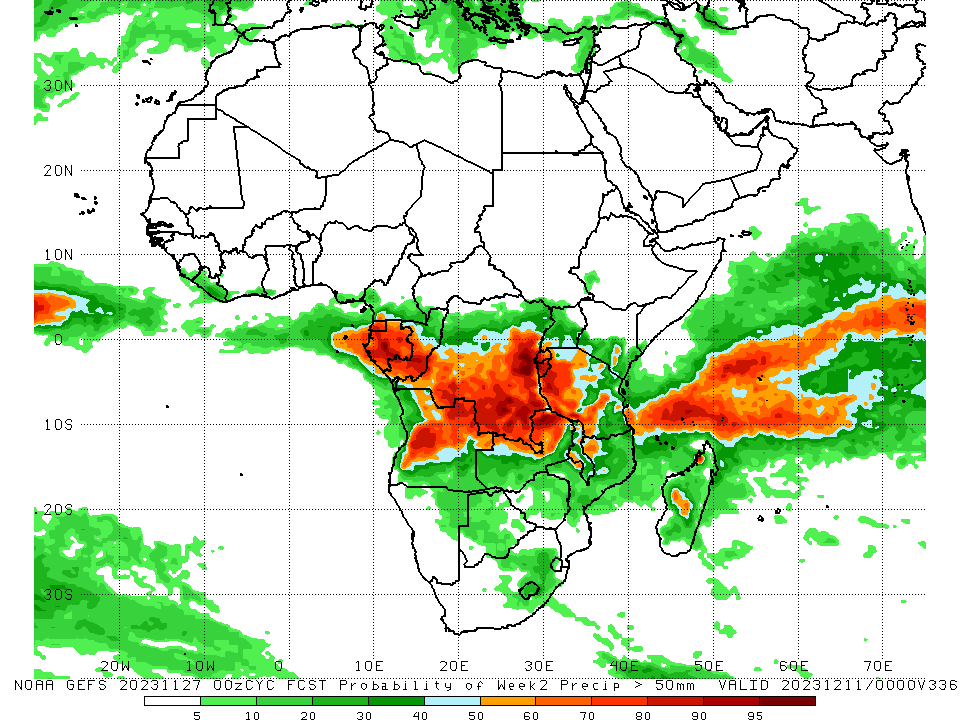 30N
20N
10N
0
10S
20S
30S
20W 10W 0 10E 20E 30E 40E 50E 60E 70E
NOAA GEFS 20231127 00zCYC FCST Probability of Week2 Precip > 50mm VALID 20231211/0000V336
5 10 20 30 40 50 60 70 80 90 95